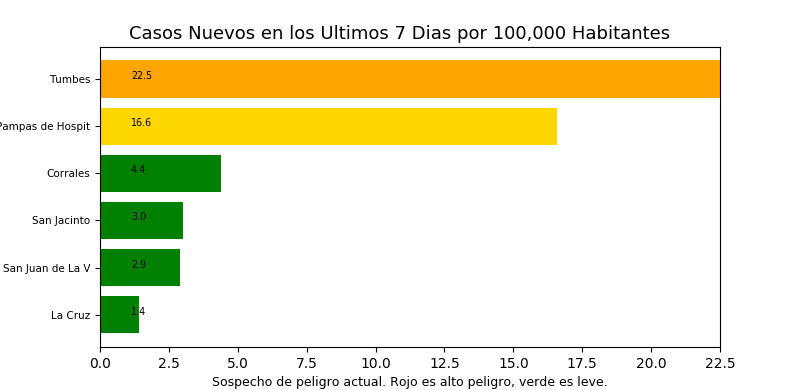 Casos Nuevos en los Ultimos 7 Dias por 100,000 Habitantes
Tumbes 22.5
Pampas de Hospit 16.6
Corrales 4.4
San Jacinto 3.0
San Juan de La V 2.9
La Cruz 1.4
0.0 2.5 5.0 7.5 10.0 12.5 15.0 17.5 20.0 22.5
Sospecho de peligro actual. Rojo es alto peligro, verde es leve.